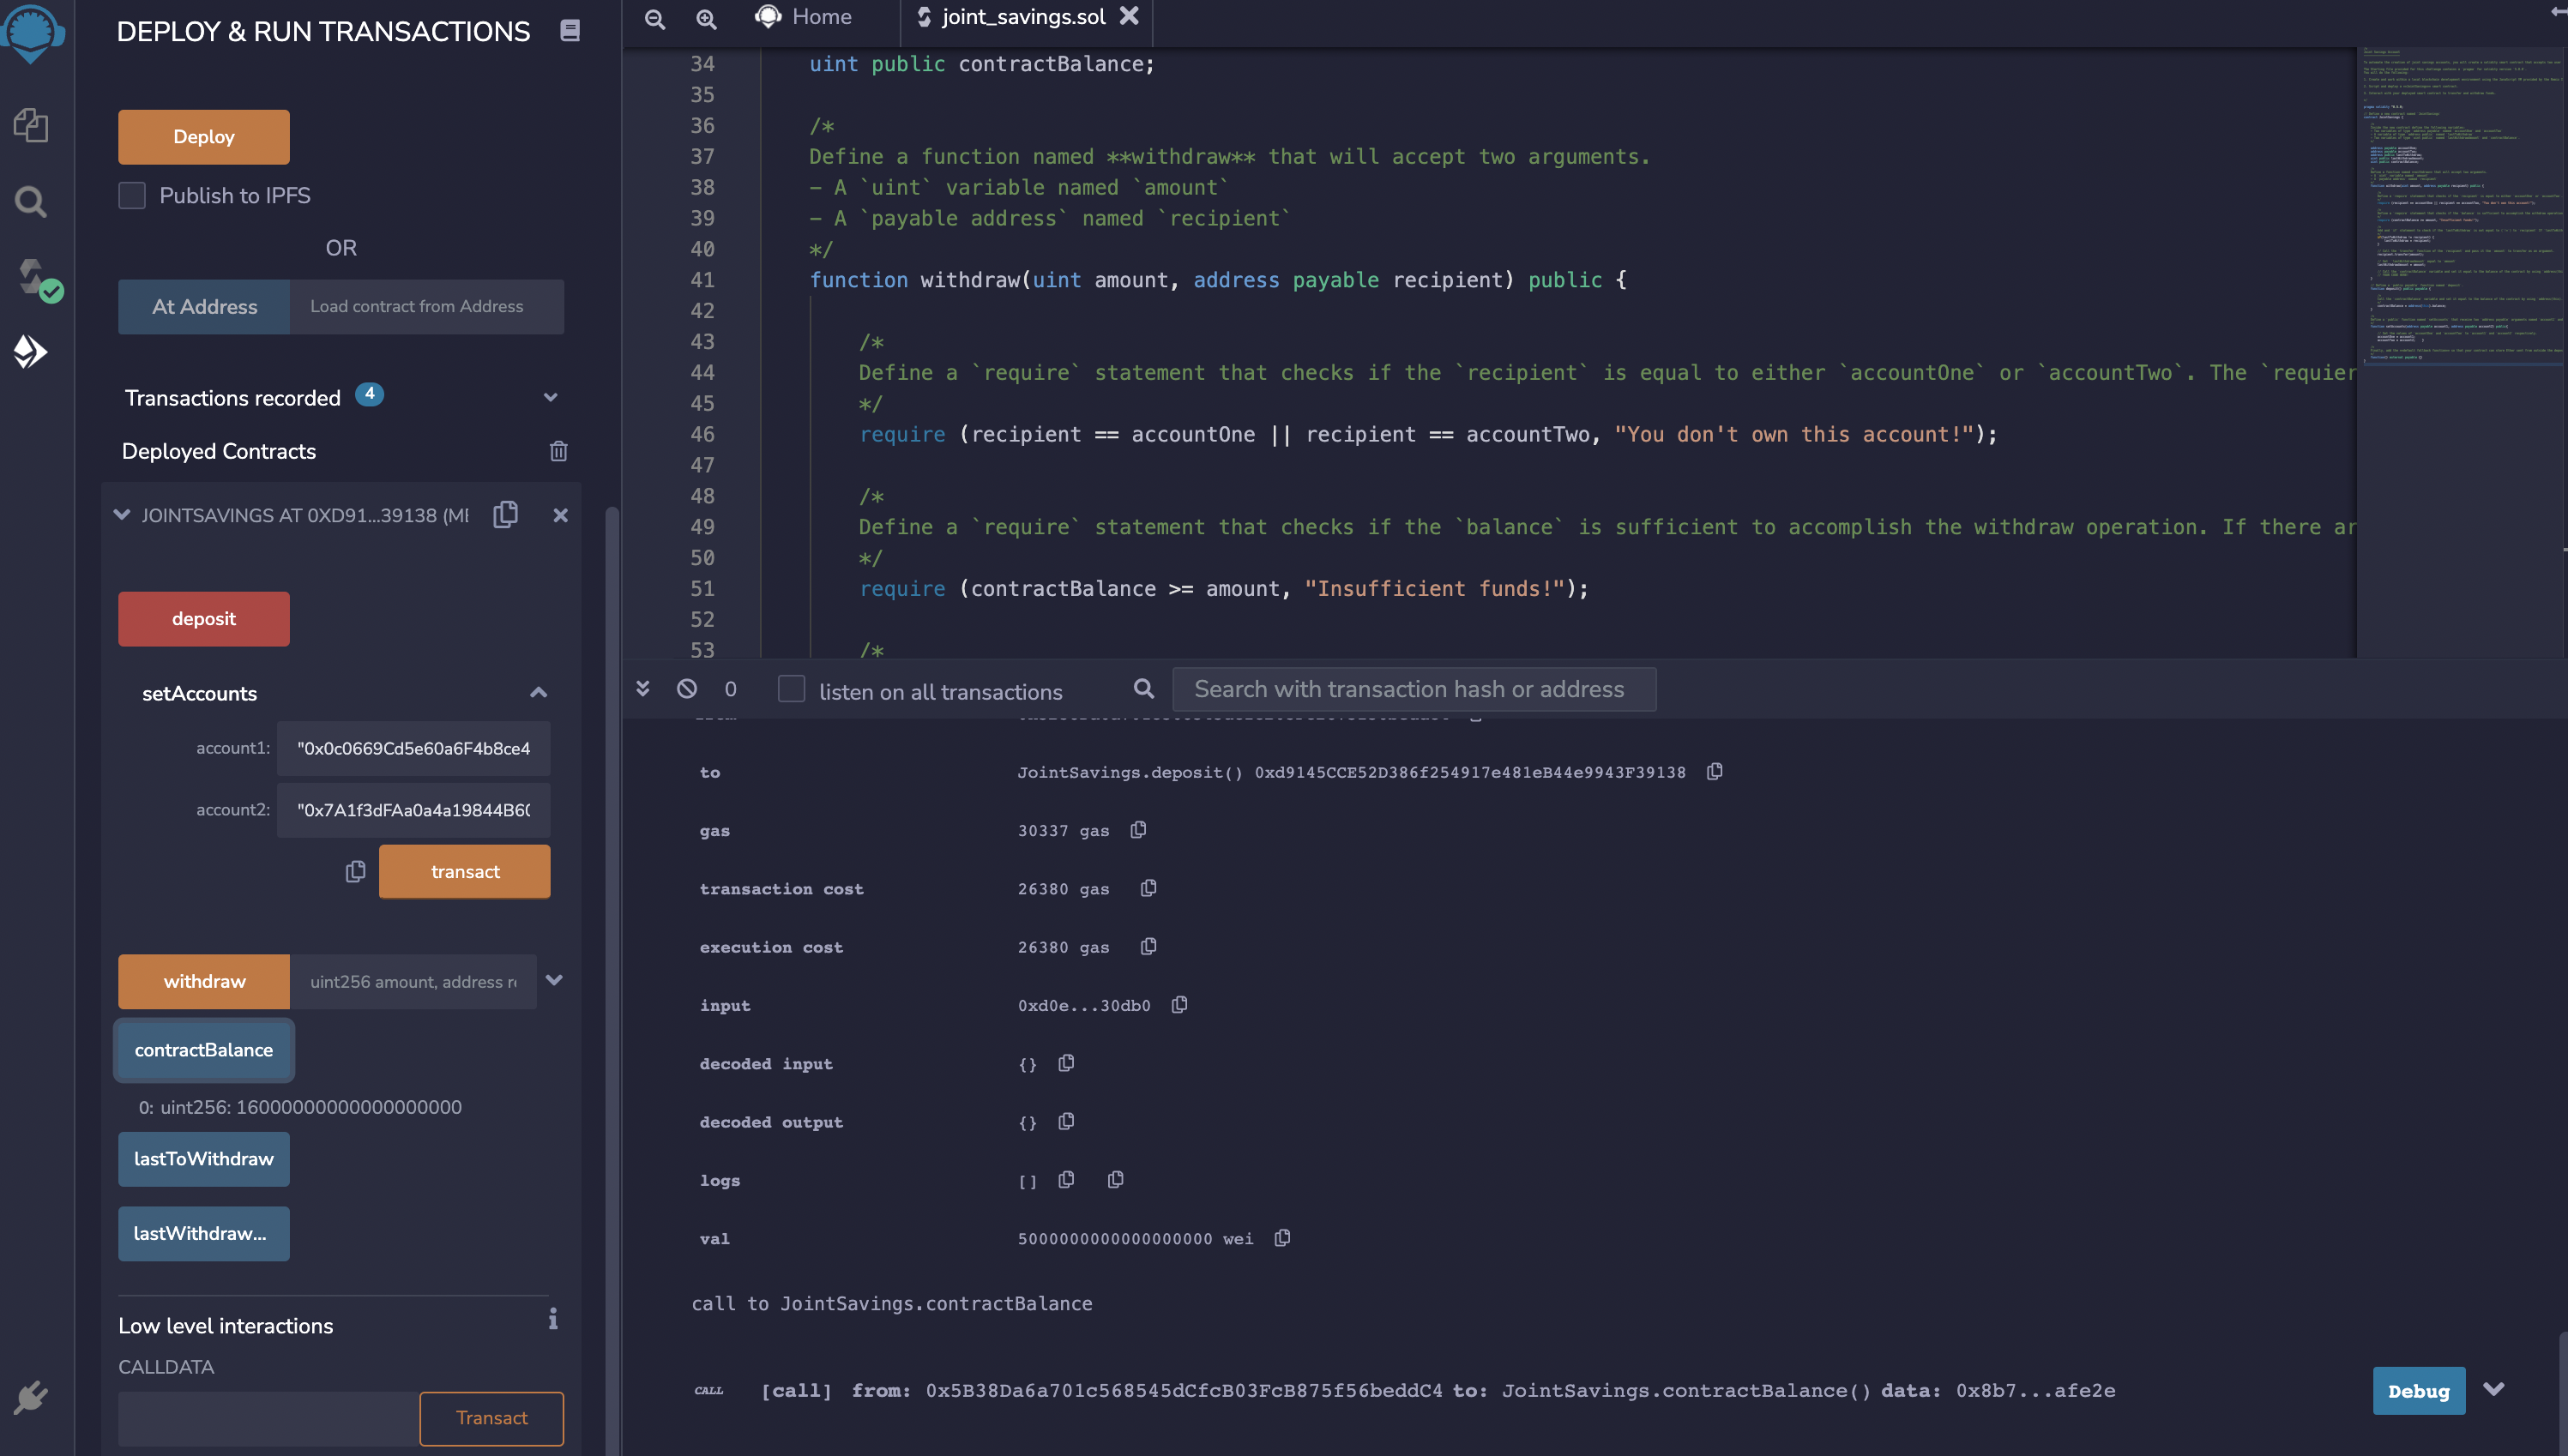 DEPLOY & RUN TRANSACTIONS
Deploy
Publish to IPFS
OR
At Address
Load contract from Address
Transactions recorded 4
Deployed Contracts
JOINTSAVINGS AT 0XD91...39138 (ME
deposit
setAccounts
account1: "0x0c0669Cd5e60a6F4b8ce4
account2: "0x7A1f3dFAa0a4a19844B60
transact
withdraw
uint256 amount, address re
contractBalance
0: uint256: 16000000000000000000
lastToWithdraw
lastWithdraw...
Low level interactions
CALLDATA
Transact
Home
joint_savings.sol
34 uint public contractBalance;
35
36 /*
37 Define a function named **withdraw** that will accept two arguments.
38 - A `uint` variable named `amount`
39 - A `payable address` named `recipient`
40 */
41 function withdraw(uint amount, address payable recipient) public {
42
43 /*
44 Define a `require` statement that checks if the `recipient` is equal to either `accountOne` or `accountTwo`. The `requier
45 */
46 require (recipient == accountOne || recipient == accountTwo, "You don't own this account!");
47
48 /*
49 Define a `require` statement that checks if the `balance` is sufficient to accomplish the withdraw operation. If there ar
50 */
51 require (contractBalance >= amount, "Insufficient funds!");
52
53 /*
0
listen on all transactions
Search with transaction hash or address
to JointSavings.deposit() 0xd9145CCE52D386f254917e481eB44e9943F39138
gas 30337 gas
transaction cost 26380 gas
execution cost 26380 gas
input 0xd0e...30db0
decoded input {}
decoded output {}
logs []
val 5000000000000000000 wei
call to JointSavings.contractBalance
CALL [call] from: 0x5B38Da6a701c568545dCfcB03FcB875f56beddC4 to: JointSavings.contractBalance() data: 0x8b7...afe2e
Debug